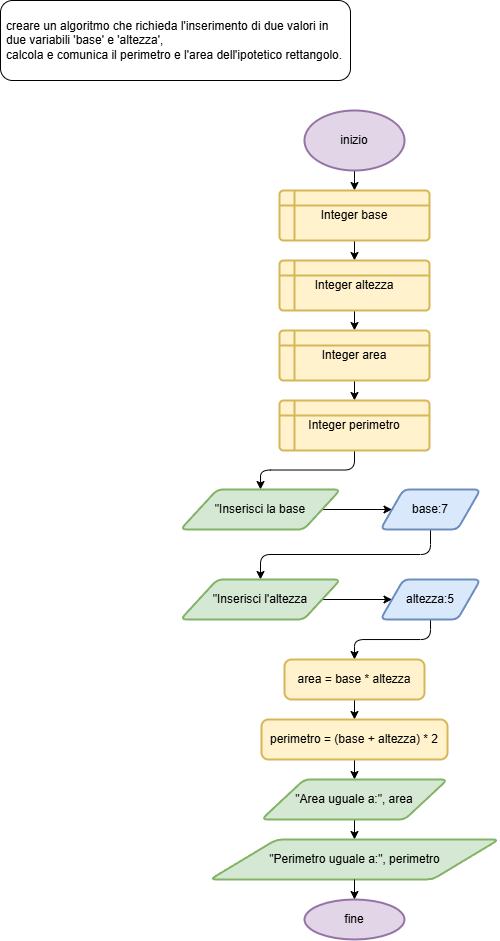 creare un algoritmo che richieda l'inserimento di due valori in
due variabili 'base' e 'altezza',
calcola e comunica il perimetro e l'area dell'ipotetico rettangolo.
inizio
Integer base
Integer altezza
Integer area
Integer perimetro
"Inserisci la base
base:7
"Inserisci l'altezza
altezza:5
area = base * altezza
perimetro = (base + altezza) * 2
"Area uguale a:", area
"Perimetro uguale a:", perimetro
fine